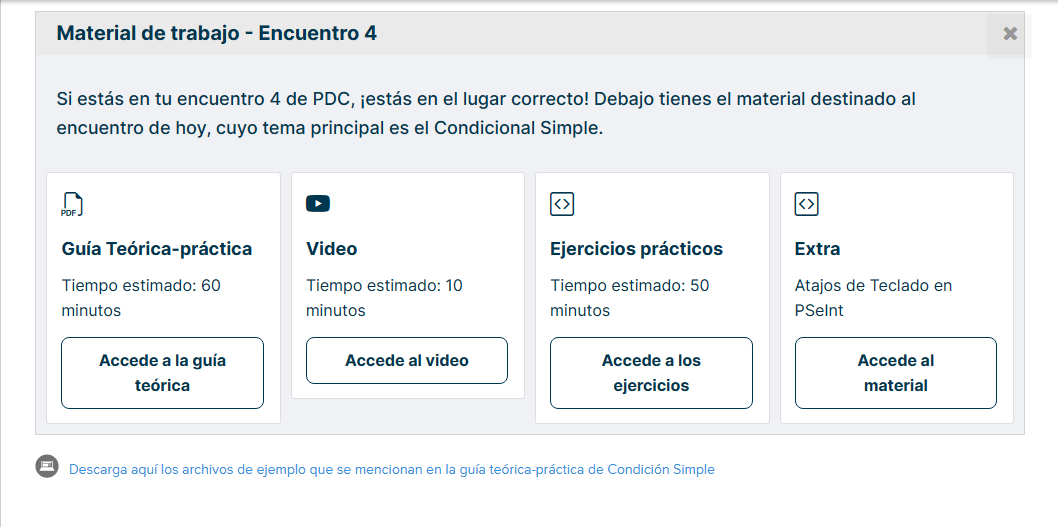 Material de trabajo - Encuentro 4
Si estás en tu encuentro 4 de PDC, ¡estás en el lugar correcto! Debajo tienes el material destinado al
encuentro de hoy, cuyo tema principal es el Condicional Simple.
PDF
Guía Teórica-práctica
Tiempo estimado: 60
minutos
Accede a la guía
teórica
Video
Tiempo estimado: 10
minutos
Accede al video
Ejercicios prácticos
Tiempo estimado: 50
minutos
Accede a los
ejercicios
Extra
Atajos de Teclado en
PSeInt
Accede al
material
Descarga aquí los archivos de ejemplo que se mencionan en la guía teórica-práctica de Condición Simple